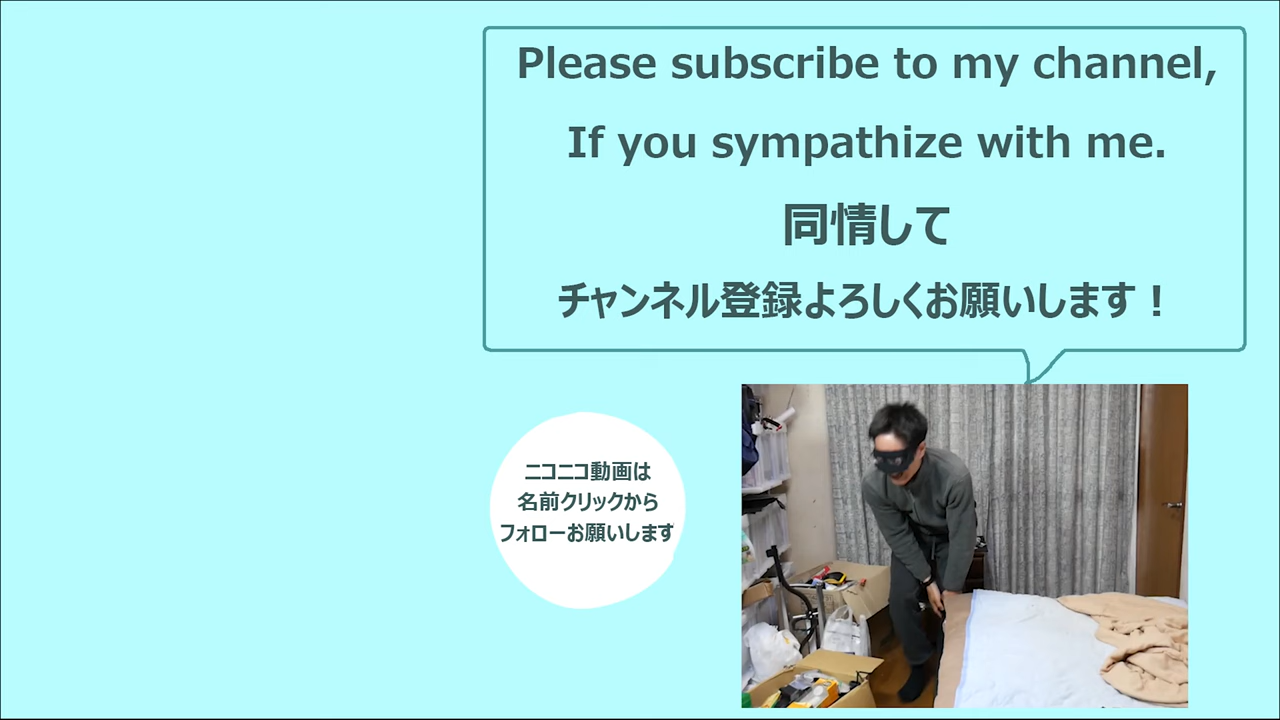 Please subscribe to my channel,
If you sympathize with me.
同情して
チャンネル登録よろしくお願いします！
ニコニコ動画は
名前クリックから
フォローお願いします